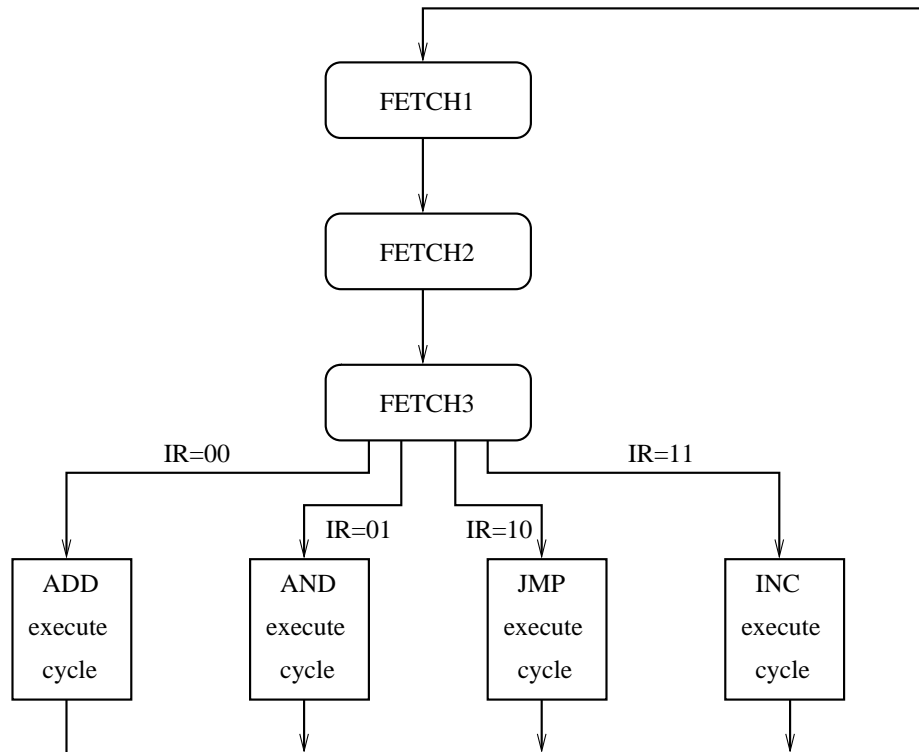 FETCH1
FETCH2
FETCH3
IR=00
IR=11
IR=01
IR=10
ADD
execute
cycle
AND
execute
cycle
JMP
execute
cycle
INC
execute
cycle